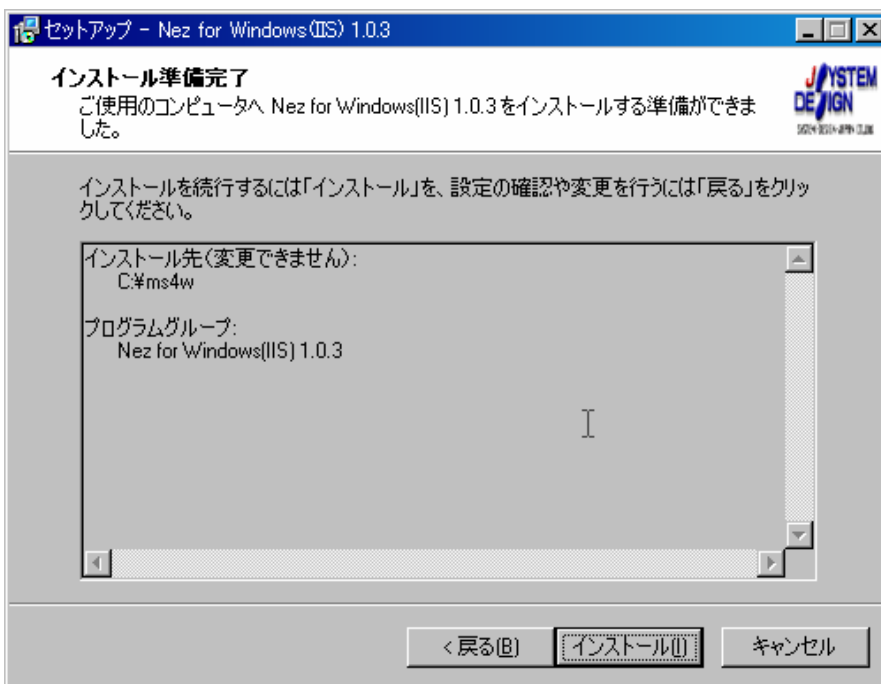 セットアップ - Nez for Windows(IIS) 1.0.3
インストール準備完了
ご使用のコンピュータへ Nez for Windows(IIS) 1.0.3 をインストールする準備ができま
した。
J SYSTEM
DESIGN
インストールを続行するには「インストール」を、設定の確認や変更を行うには「戻る」をクリッ
クしてください。
インストール先(変更できません):
C:¥ms4w
プログラムグループ:
Nez for Windows(IIS) 1.0.3
< 戻る(B)
インストール(I)
キャンセル